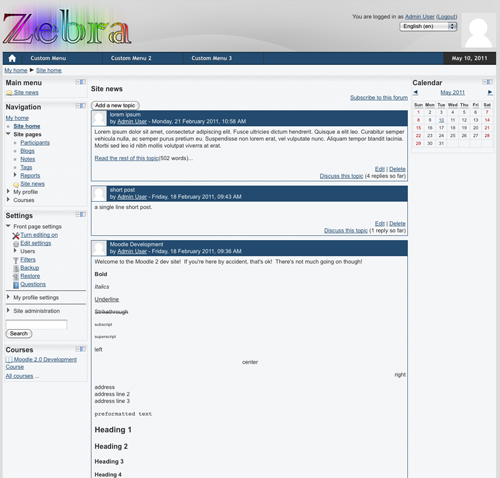 Zebra
You are logged in as Admin User (Logout)
English (en)
Custom Menu
Custom Menu 2
Custom Menu 3
May 10, 2011
My home ► Site home
Main menu
Site news
Navigation
My home
Site home
Site pages
Participants
Blogs
Notes
Tags
Reports
Site news
My profile
Courses
Settings
Front page settings
Turn editing on
Edit settings
Users
Filters
Backup
Restore
Questions
My profile settings
Site administration
Search
Courses
Moodle 2.0 Development
Course
All courses ...
Site news
Subscribe to this forum
Add a new topic
lorem ipsum
by Admin User - Monday, 21 February 2011, 10:58 AM
Lorem ipsum dolor sit amet, consectetur adipiscing elit. Fusce ultricies dictum hendrerit. Quisque a elit leo. Curabitur semper
vehicula nulla, ac semper purus pretium eu. Suspendisse non lorem erat, vel vulputate nunc. Aliquam tempor blandit lacinia.
Morbi sed leo id nibh mollis volutpat viverra at erat.
Read the rest of this topic(502 words)...
Edit | Delete
Discuss this topic (4 replies so far)
short post
by Admin User - Friday, 18 February 2011, 09:43 AM
a single line short post.
Edit | Delete
Discuss this topic (1 reply so far)
Moodle Development
by Admin User - Friday, 18 February 2011, 09:36 AM
Welcome to the Moodle 2 dev site! If you're here by accident, that's ok! There's not much going on though!
Bold
Italics
Underline
Strikethrough
subscript
superscript
left
center
right
address
address line 2
address line 3
preformatted text
Heading 1
Heading 2
Heading 3
Heading 4
Calendar
◄ May 2011 ►
Sun Mon Tue Wed Thu Fri Sat
1 2 3 4 5 6 7
8 9 10 11 12 13 14
15 16 17 18 19 20 21
22 23 24 25 26 27 28
29 30 31